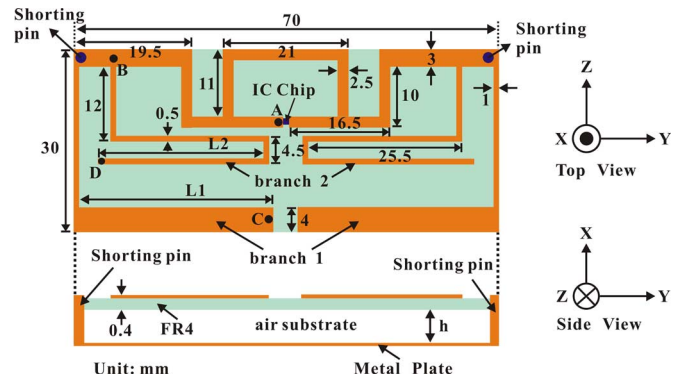 70
Shorting pin
19.5
21
Shorting pin
B
3
2.5
11
IC Chip
10
1
Z
A
12
0.5
16.5
X
Y
30
L2
4.5
25.5
Top View
D
branch 2
L1
C
4
X
Shorting pin
branch 1
Shorting pin
Z
Y
FR4
air substrate
h
Side View
0.4
Unit: mm
Metal Plate